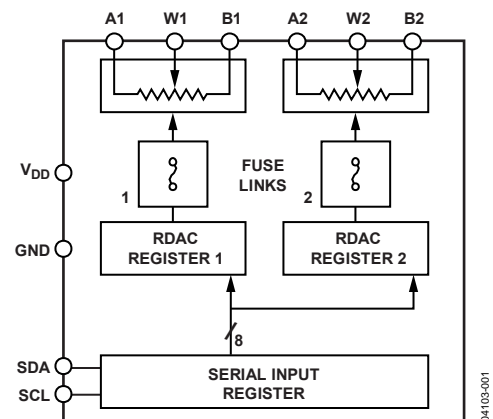 A1 W1 B1 A2 W2 B2
V_DD
FUSE
LINKS
1 2
GND
RDAC
REGISTER 1
RDAC
REGISTER 2
8
SDA
SCL
SERIAL INPUT
REGISTER
04103-001